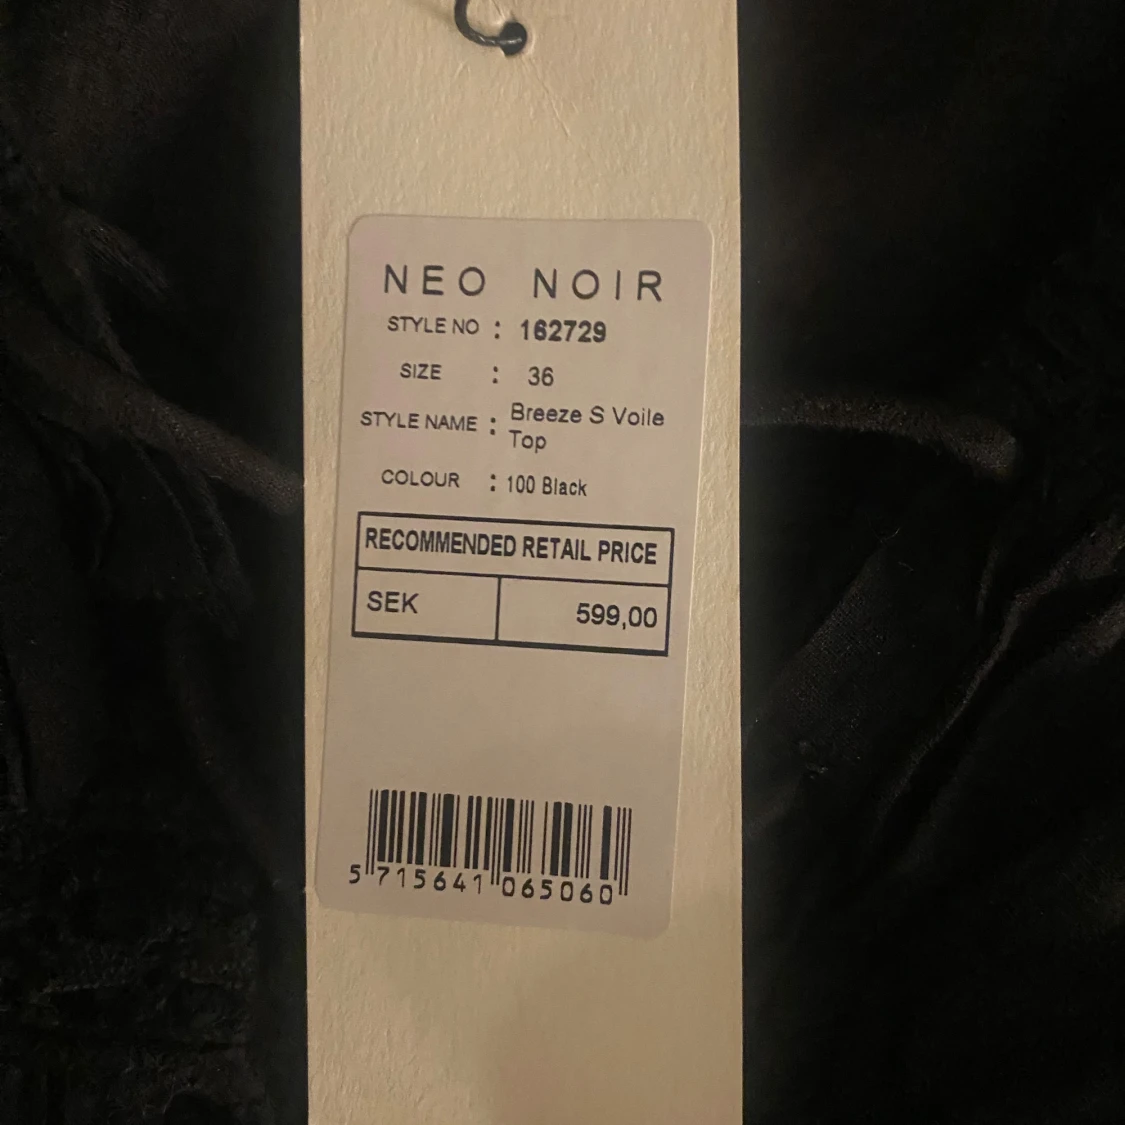 NEO NOIR
STYLE NO : 162729
SIZE : 36
STYLE NAME : Breeze S Voile
Top
COLOUR : 100 Black
RECOMMENDED RETAIL PRICE
SEK 599,00
5 715641 065060